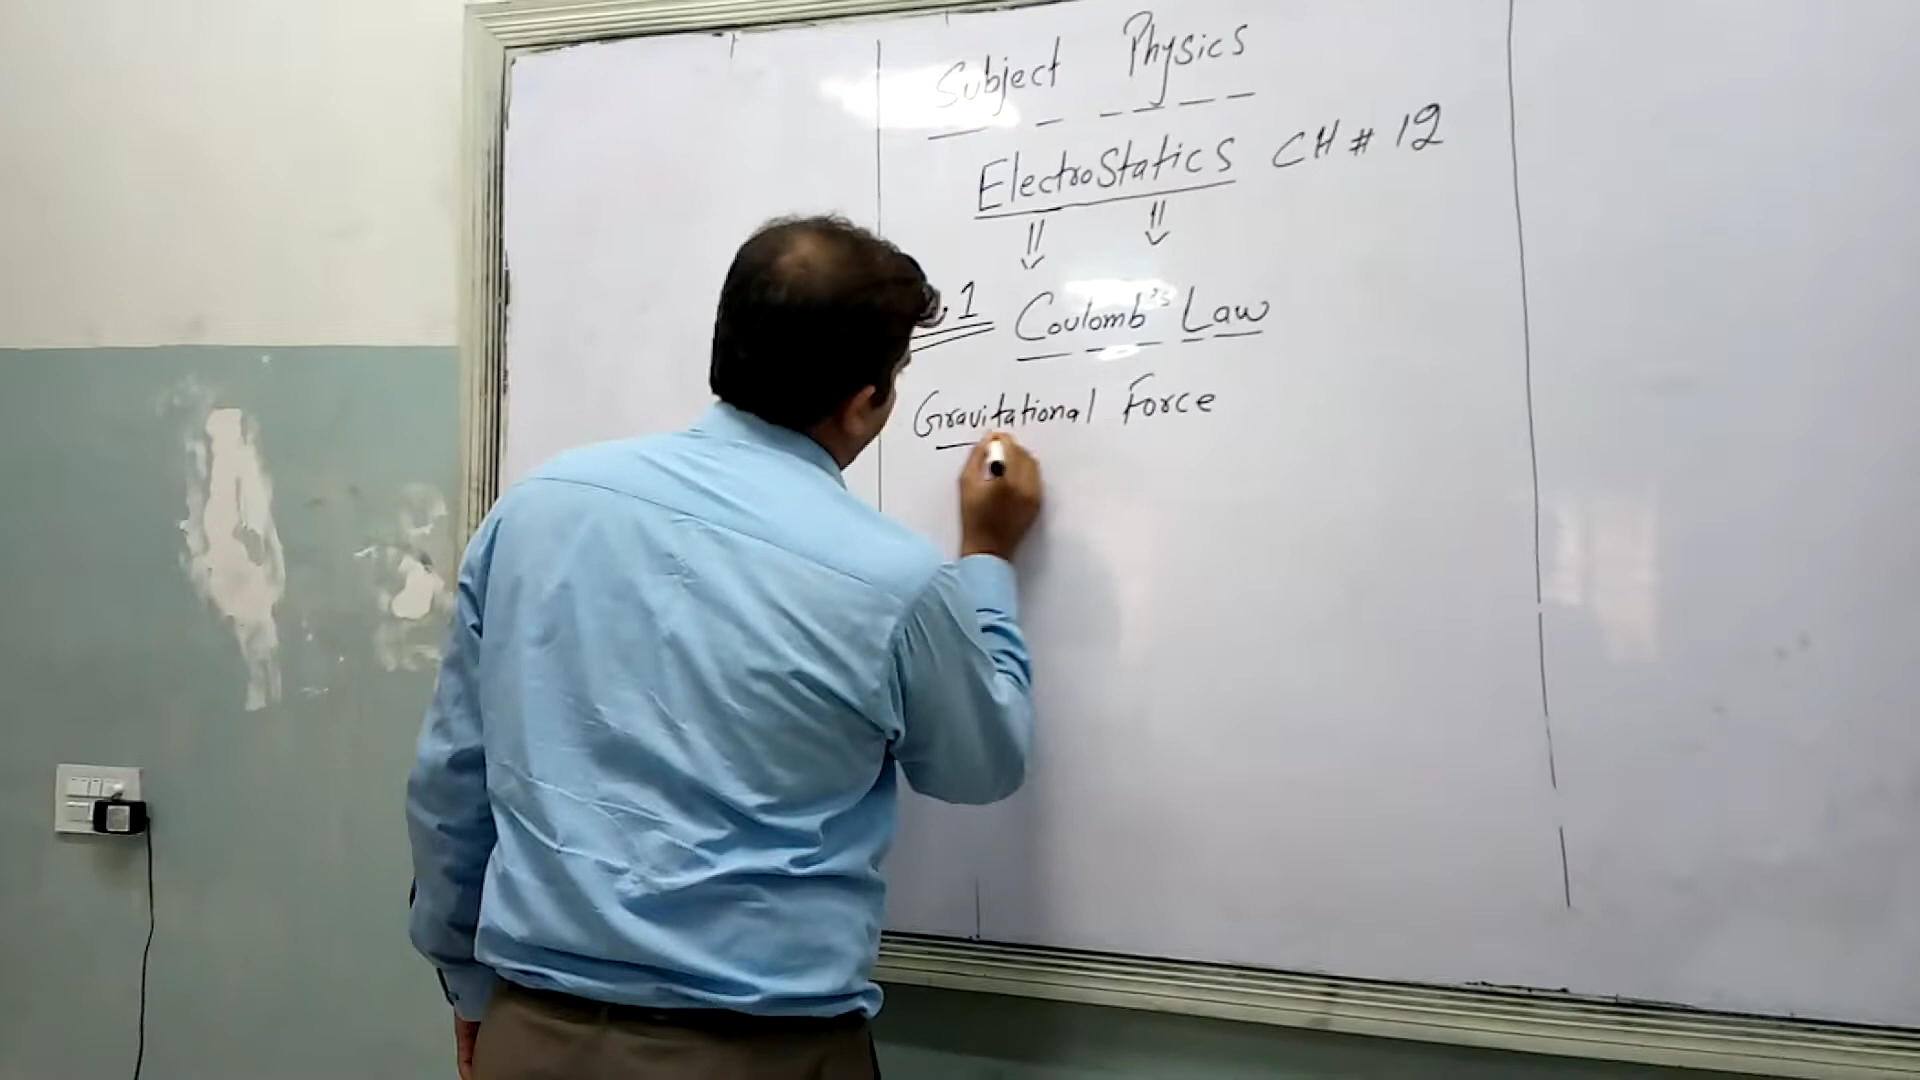 Subject Physics
ElectroStatics CH # 12
.1 Coulomb's Law
Gravitational Force